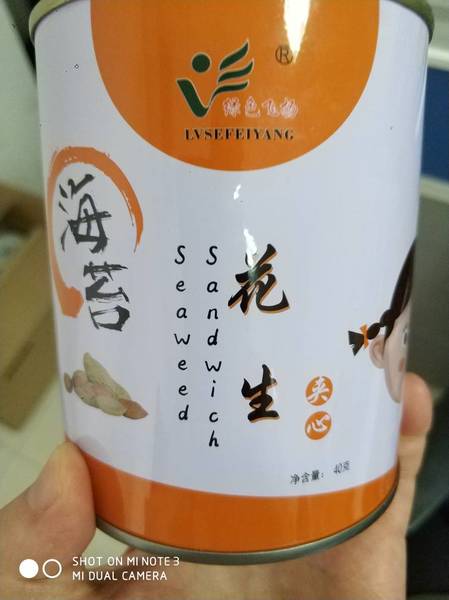 ®
绿色飞扬
LVSEFEIYANG
海苔
Seaweed
Sandwich
花生
夹心
净含量: 40克
SHOT ON MI NOTE 3
MI DUAL CAMERA